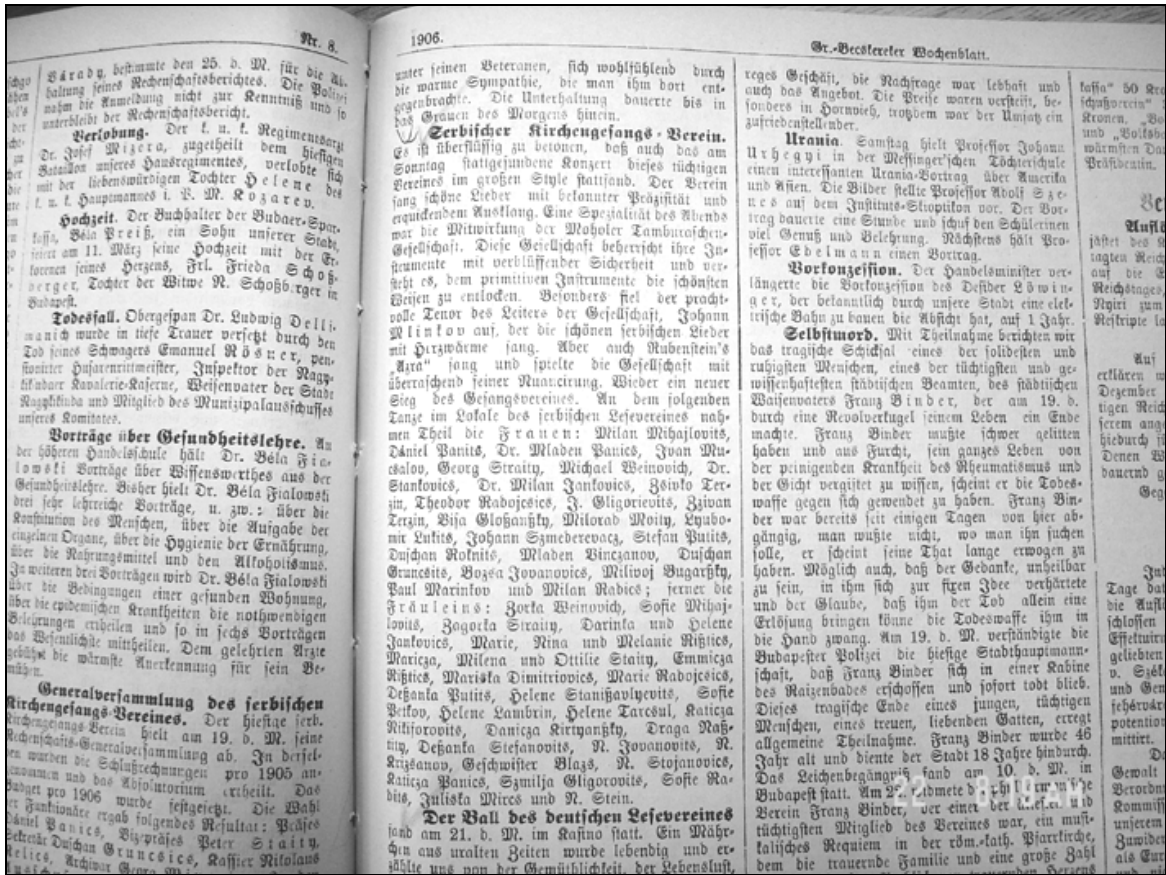 Nr. 8.
Bárady, bestimmte den 25. d. M. für die Ab-
haltung seines Rechenschaftsberichtes. Die Polizei
nahm die Anmeldung nicht zur Kenntniß und so
unterbleibt der Rechenschaftsbericht.
Verlobung. Der k. u. k. Regimentsarzt
Dr. Josef Mizera, zugetheilt dem hiesigen
Bataillon unseres Hausregimentes, verlobte sich
mit der liebenswürdigen Tochter Helene des
k. u. k. Hauptmannes i. P. M. Kozarev.
Hochzeit. Der Buchhalter der Budaer-Spar-
kassa, Béla Preiß, ein Sohn unserer Stadt,
feiert am 11. März seine Hochzeit mit der Er-
korenen seines Herzens, Frl. Frieda Schoß-
berger, Tochter der Witwe N. Schoßberger in
Budapest.
Todesfall. Obergespan Dr. Ludwig Delli-
manich wurde in tiefe Trauer versetzt durch den
Tod seines Schwagers Emanuel Rösner, pen-
sionirter Husarenrittmeister, Inspektor der Nagy-
kikindaer Kavalerie-Kaserne, Weisenvater der Stadt
Nagykikinda und Mitglied des Munizipalausschusses
unseres Komitates.
Vorträge über Gesundheitslehre. An
der höheren Handelsschule hält Dr. Béla Fia-
lowski Vorträge über Wissenswerthes aus der
Gesundheitslehre. Bisher hielt Dr. Béla Fialowski
drei sehr lehrreiche Vorträge, u. zw.: über die
Konstitution des Menschen, über die Aufgabe der
einzelnen Organe, über die Hygienie der Ernährung,
über die Nahrungsmittel und den Alkoholismus.
In weiteren drei Vorträgen wird Dr. Béla Fialowski
über die Bedingungen einer gesunden Wohnung,
über die epidemischen Krankheiten die nothwendigen
Belehrungen ertheilen und so in sechs Vorträgen
das Wesentlichste mittheilen. Dem gelehrten Arzte
gebührt die wärmste Anerkennung für sein Be-
mühen.
Generalversammlung des serbischen
Kirchengesangs-Vereines. Der hiesige serb.
Kirchengesangs Verein hielt am 19. d. M. seine
Rechenschafts-Generalversammlung ab. In dersel-
ben wurden die Schlußrechnungen pro 1905 an-
genommen und das Absolutorium ertheilt. Das
Budget pro 1906 wurde festgesetzt. Die Wahl
der Funktionäre ergab folgendes Resultat: Präses
Dániel Panics, Vizepräses Peter Staity,
Sekretär Duschan Gruncsics, Kassier Nikolaus
1906.
Gr.-Becskereker Wochenblatt.
unter seinen Veteranen, sich wohlfühlend durch
die warme Sympathie, die man ihm dort ent-
gegenbrachte. Die Unterhaltung dauerte bis in
das Grauen des Morgens hinein.
Serbischer Kirchengesangs-Verein.
Es ist überflüssig zu betonen, daß auch das am
Sonntag stattgefundene Konzert dieses tüchtigen
Vereines im großen Style stattfand. Der Verein
sang schöne Lieder mit bekannter Präzisität und
erquickendem Ausklang. Eine Spezialität des Abends
war die Mitwirkung der Moholer Tamburaschen-
Gesellschaft. Diese Gesellschaft beherrscht ihre In-
strumente mit verblüffender Sicherheit und ver-
steht es, dem primitiven Instrumente die schönsten
Weisen zu entlocken. Besonders fiel der pracht-
volle Tenor des Leiters der Gesellschaft, Johann
Mlinkov auf, der die schönen serbischen Lieder
mit Herzwärme sang. Aber auch Rubenstein's
„Azra“ sang und spielte die Gesellschaft mit
überraschend feiner Nuancirung. Wieder ein neuer
Sieg des Gesangsvereines. An dem folgenden
Tanze im Lokale des serbischen Lesevereines nah-
men Theil die Frauen: Milan Mihajlovits,
Dániel Panits, Dr. Mladen Panics, Ivan Mu-
csalov, Georg Straity, Michael Weinovich, Dr.
Stankovics, Dr. Milan Jankovics, Zsivko Ter-
zin, Theodor Radojcsics, J. Gligorievits, Zzivan
Terzin, Bisa Gloßanßky, Milorad Moity, Lyubo-
mir Lukits, Johann Szmederevacz, Stefan Putits,
Duschan Roknits, Mladen Vinczanov, Duschan
Gruncsits, Bozsa Jovanovics, Milivoj Bugarßky,
Paul Marinkov und Milan Radics; ferner die
Fräuleins: Zorka Weinovich, Sofie Mihaj-
lovits, Zagorka Straity, Darinka und Helene
Jankovics, Marie, Nina und Melanie Rißtics,
Maricza, Milena und Ottilie Staity, Emmicza
Rißtics, Mariska Dimitriovics, Marie Radojcsics,
Deßanka Putits, Helene Stanißavlyevits, Sofie
Petkov, Helene Lambrin, Helene Tarcsul, Katicza
Nikiforovits, Danicza Kirtyanßky, Draga Naß-
tity, Deßanka Stefanovits, N. Jovanovits, N.
Krizsanov, Geschwister Blazs, N. Stojanovics,
Katicza Panics, Szmilja Gligorovits, Sofie Ra-
dits, Juliska Mircs und N. Stein.
Der Ball des deutschen Lesevereines
fand am 21. d. M. im Kasino statt. Ein Mähr-
chen aus uralten Zeiten wurde lebendig und er-
zählte uns von der Gemüthlichkeit, der Lebenslust,
reges Geschäft, die Nachfrage war lebhaft und
auch das Angebot. Die Preise waren versteift, be-
sonders in Hornvieh, trotzdem war der Umsatz ein
zufriedenstellender.
Urania. Samstag hielt Professor Johann
Urhegyi in der Messinger'schen Töchterschule
einen interessanten Urania-Vortrag über Amerika
und Asien. Die Bilder stellte Professor Adolf Sze-
nes auf dem Instituts-Skioptikon vor. Der Vor-
trag dauerte eine Stunde und schuf den Schülerinen
viel Genuß und Belehrung. Nächstens hält Pro-
fessor Edelmann einen Vortrag.
Vorkonzession. Der Handelsminister ver-
längerte die Vorkonzession des Desider Löwin-
ger, der bekanntlich durch unsere Stadt eine elek-
trische Bahn zu bauen die Absicht hat, auf 1 Jahr.
Selbstmord. Mit Theilnahme berichten wir
das tragische Schicksal eines der solidesten und
ruhigsten Menschen, eines der tüchtigsten und ge-
wissenhaftesten städtischen Beamten, des städtischen
Waisenvaters Franz Binder, der am 19. d.
durch eine Revolverkugel seinem Leben ein Ende
machte. Franz Binder mußte schwer gelitten
haben und aus Furcht, sein ganzes Leben von
der peinigenden Krankheit des Rheumatismus und
der Gicht vergiftet zu wissen, scheint er die Todes-
waffe gegen sich gewendet zu haben. Franz Bin-
der war bereits seit einigen Tagen von hier ab-
gängig, man wußte nicht, wo man ihn suchen
solle, er scheint seine That lange erwogen zu
haben. Möglich auch, daß der Gedanke, unheilbar
zu sein, in ihm sich zur fixen Idee verhärtete
und der Glaube, daß ihm der Tod allein eine
Erlösung bringen könne die Todeswaffe ihm in
die Hand zwang. Am 19. d. M. verständigte die
Budapester Polizei die hiesige Stadthauptmann-
schaft, daß Franz Binder sich in einer Kabine
des Raizenbades erschossen und sofort todt blieb.
Dieses tragische Ende eines jungen, tüchtigen
Menschen, eines treuen, liebenden Gatten, erregt
allgemeine Theilnahme. Franz Binder wurde 46
Jahr alt und diente der Stadt 18 Jahre hindurch.
Das Leichenbegängniß fand am 10. d. M. in
Budapest statt. Am
Verein Franz Binder, der einer der
tüchtigsten Mitglied des Vereines war, ein musi-
kalisches Requiem in der röm.-kath. Pfarrkirche,
dem die trauernde Familie und eine große Zahl
kassa“ 50 Kro
schußverein“
Kronen,
und
wärmsten Da
Präsidentin.